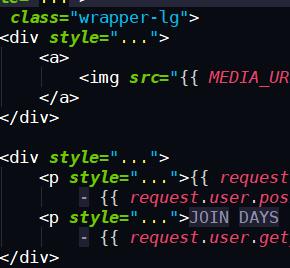 class="wrapper-lg">
<div style="...">
<a>
<img src="{{ MEDIA_UR
</a>
</div>
<div style="...">
<p style="...">{{ request
- {{ request.user.pos
<p style="...">JOIN DAYS
- {{ request.user.get
</div>